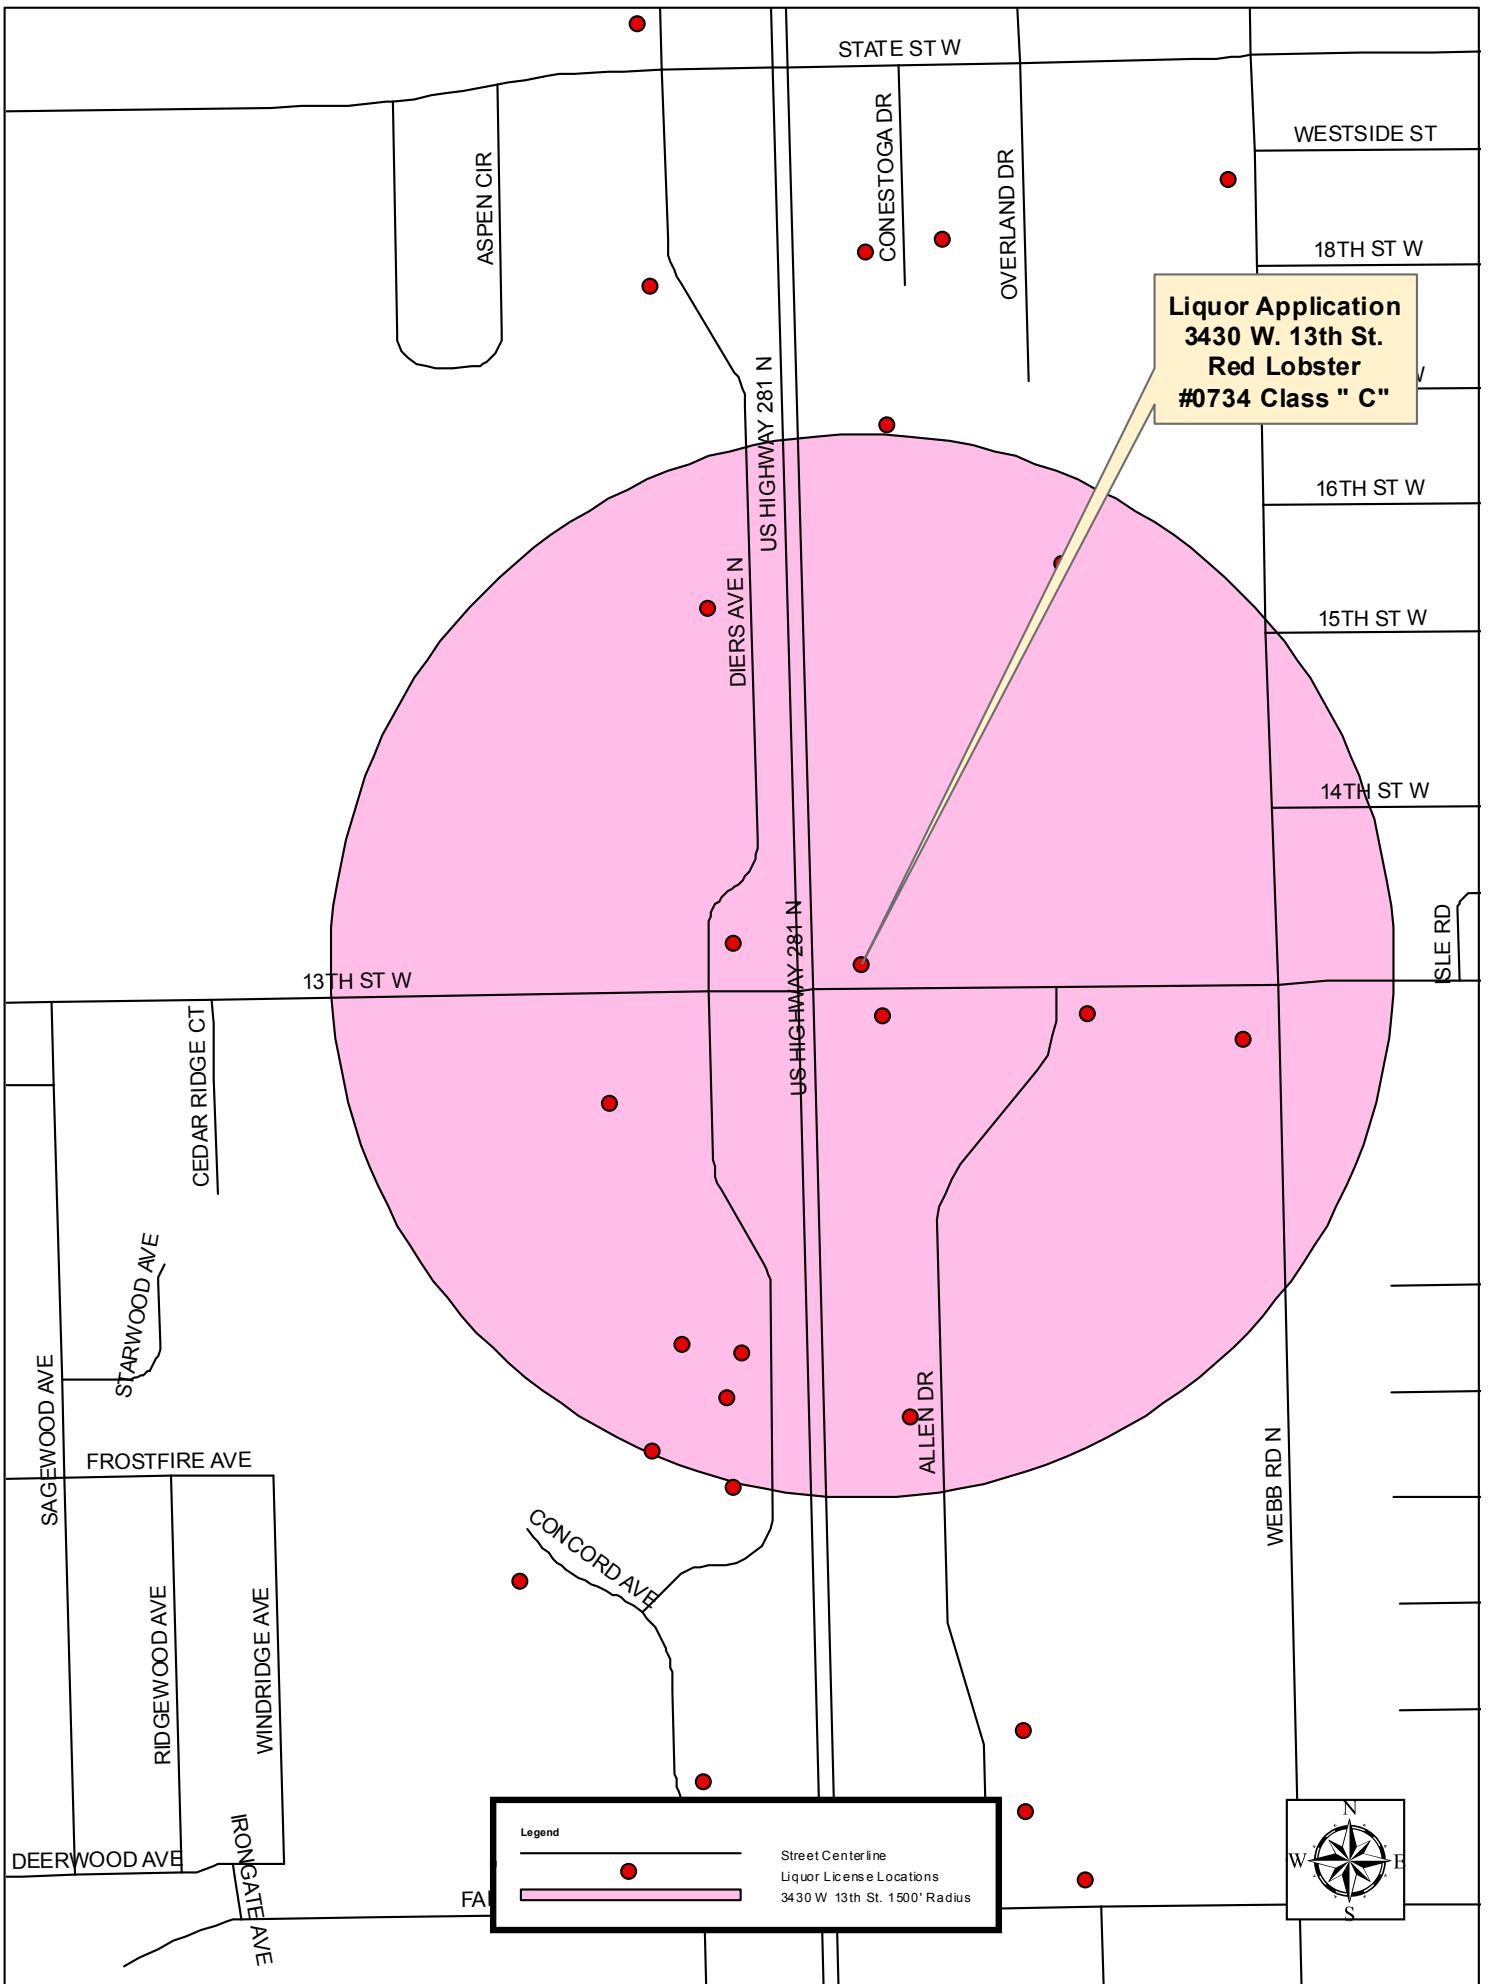 STATE ST W
WESTSIDE ST
CONESTOGA DR
OVERLAND DR
ASPEN CIR
18TH ST W
Liquor Application
3430 W. 13th St.
Red Lobster
#0734 Class " C"
US HIGHWAY 281 N
16TH ST W
DIERS AVE N
15TH ST W
14TH ST W
US HIGHWAY 281 N
ISLE RD
13TH ST W
CEDAR RIDGE CT
STARWOOD AVE
SAGEWOOD AVE
ALLEN DR
FROSTFIRE AVE
WEBB RD N
CONCORD AVE
RIDGEWOOD AVE
WINDRIDGE AVE
IRONGATE AVE
DEERWOOD AVE
Legend
Street Centerline
Liquor License Locations
3430 W 13th St. 1500' Radius
N
W
E
S